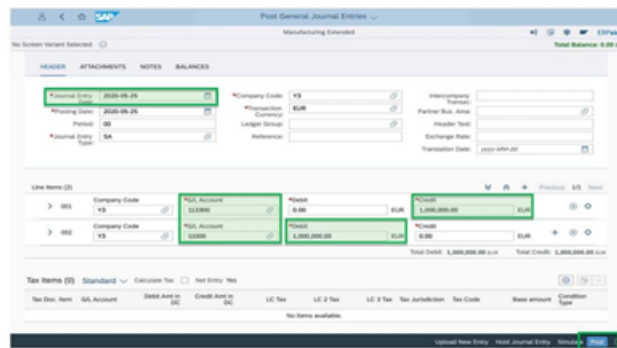 SAP Post General Journal Entries
Manufacturing Extended
No Screen Variant Selected
Total Balance: 0.00
HEADER ATTACHMENTS NOTES BALANCES
*Journal Entry Date: 2020-05-25 *Company Code: Y3 Intercompany Transac:
*Posting Date: 2020-05-25 *Transaction Currency: EUR Partner Bus. Area:
Period: 00 Ledger Group: Header Text:
*Journal Entry Type: SA Reference: Exchange Rate:
Translation Date: yyyy-MM-dd
Line Items (2) Previous 1/1 Next
Company Code *G/L Account *Debit *Credit
001 Y3 113300 0.00 EUR 1,000,000.00 EUR
Company Code *G/L Account *Debit *Credit
002 Y3 11000 1,000,000.00 EUR 0.00 EUR
Total Debit: 1,000,000.00 EUR Total Credit: 1,000,000.00 EUR
Tax Items (0) Standard Calculate Tax Net Entry Yes
Tax Doc. Item G/L Account Debit Amt in DC Credit Amt in DC LC Tax LC 2 Tax LC 3 Tax Tax Jurisdiction Tax Code Base amount Condition Type
No items available.
Upload New Entry Hold Journal Entry Simulate Post